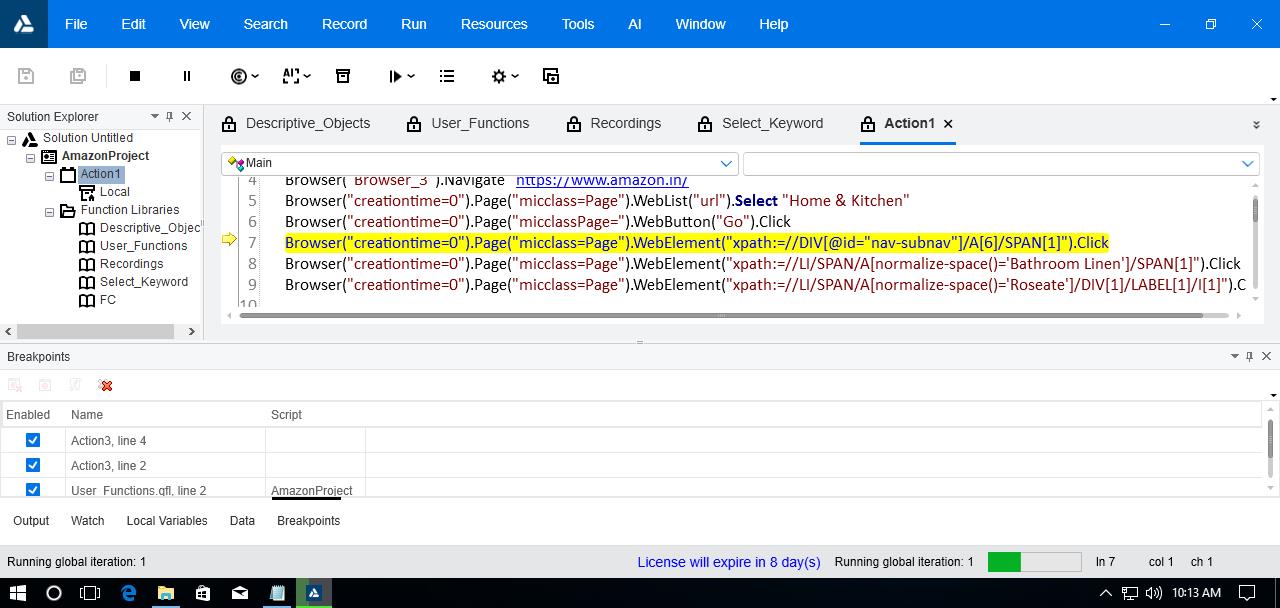 File Edit View Search Record Run Resources Tools AI Window Help
Solution Explorer
Solution Untitled
AmazonProject
Action1
Local
Function Libraries
Descriptive_Objec
User_Functions
Recordings
Select_Keyword
FC
Descriptive_Objects User_Functions Recordings Select_Keyword Action1
Main
4 Browser("Browser_3").Navigate "https://www.amazon.in/
5 Browser("creationtime=0").Page("micclass=Page").WebList("url").Select "Home & Kitchen"
6 Browser("creationtime=0").Page("micclassPage=").WebButton("Go").Click
7 Browser("creationtime=0").Page("micclass=Page").WebElement("xpath:=//DIV[@id="nav-subnav"]/A[6]/SPAN[1]").Click
8 Browser("creationtime=0").Page("micclass=Page").WebElement("xpath:=//LI/SPAN/A[normalize-space()='Bathroom Linen']/SPAN[1]").Click
9 Browser("creationtime=0").Page("micclass=Page").WebElement("xpath:=//LI/SPAN/A[normalize-space()='Roseate']/DIV[1]/LABEL[1]/I[1]").C
10
Breakpoints
Enabled Name Script
Action3, line 4
Action3, line 2
User_Functions.qfl, line 2 AmazonProject
Output Watch Local Variables Data Breakpoints
Running global iteration: 1 License will expire in 8 day(s) Running global iteration: 1 ln 7 col 1 ch 1
10:13 AM